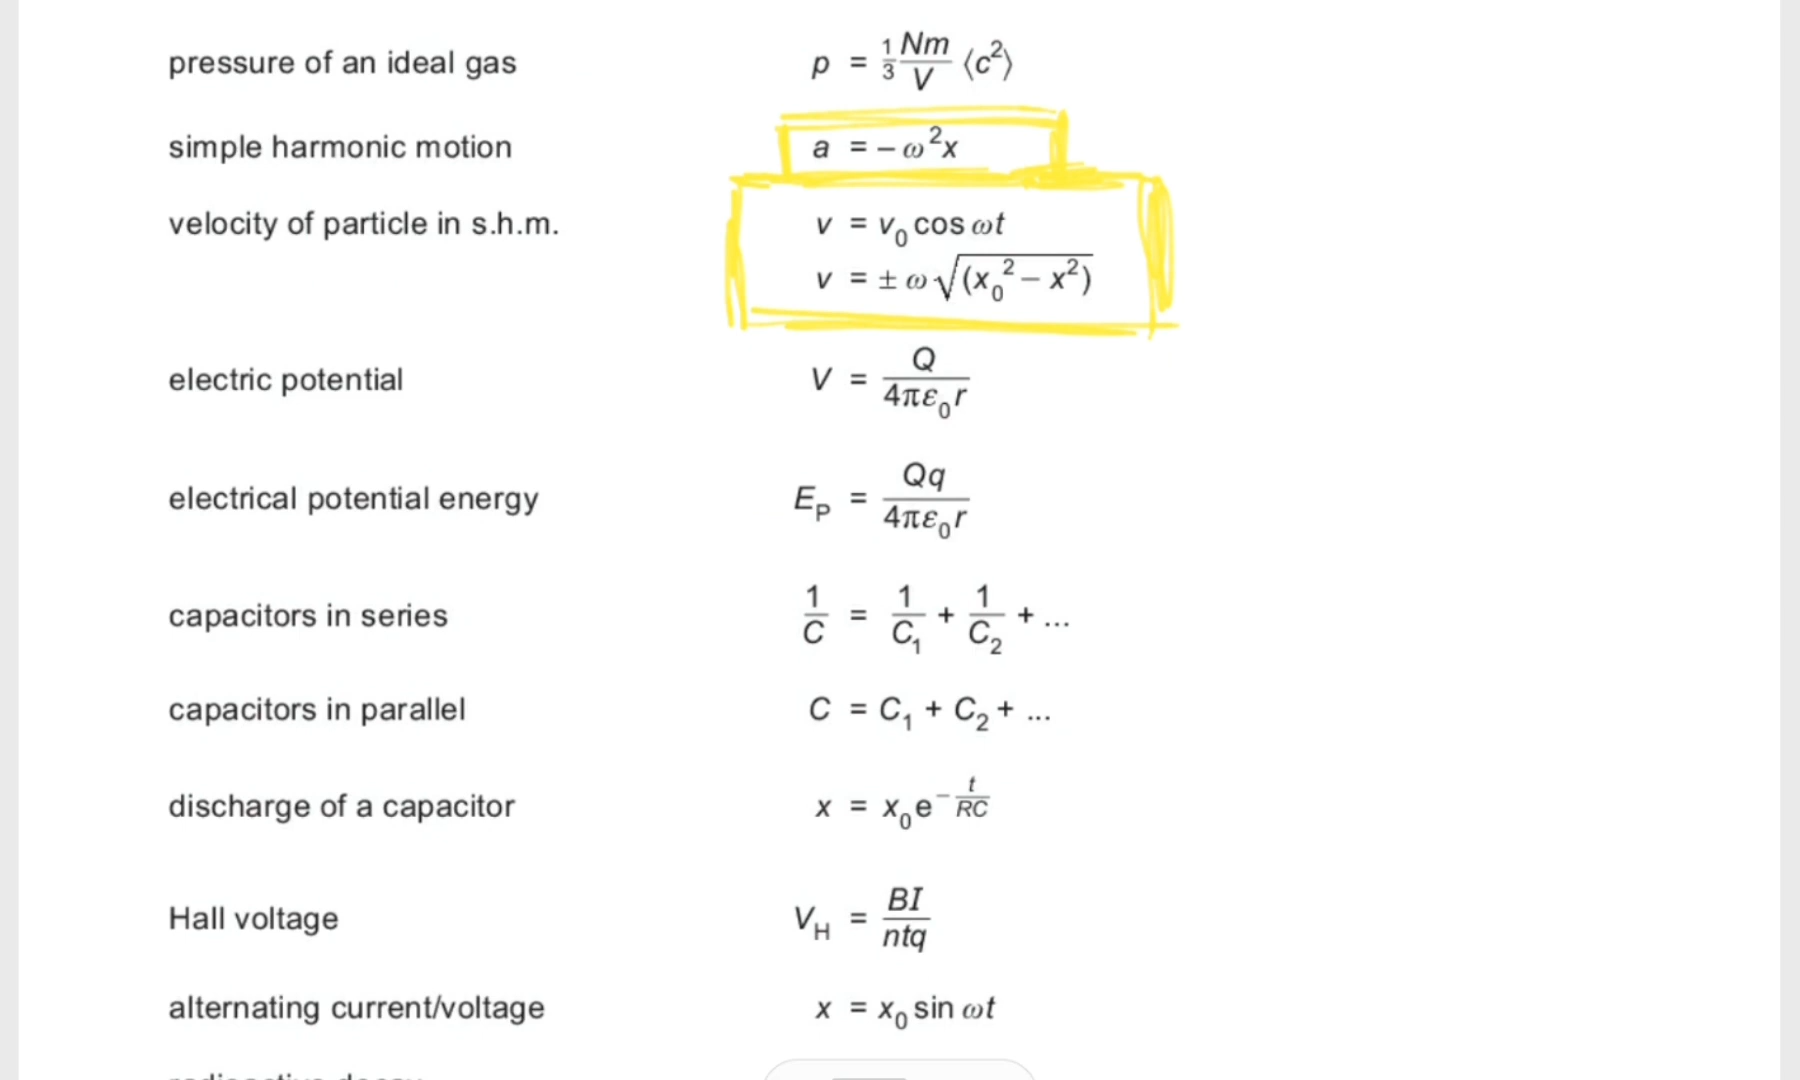 pressure of an ideal gas p = 1/3 Nm/V ⟨c²⟩
simple harmonic motion a = − ω²x
velocity of particle in s.h.m. v = v₀ cos ωt
v = ± ω√(x₀² − x²)
electric potential V = Q/4πε₀r
electrical potential energy E_P = Qq/4πε₀r
capacitors in series 1/C = 1/C₁ + 1/C₂ + ...
capacitors in parallel C = C₁ + C₂ + ...
discharge of a capacitor x = x₀e^(−t/RC)
Hall voltage V_H = BI/ntq
alternating current/voltage x = x₀ sin ωt